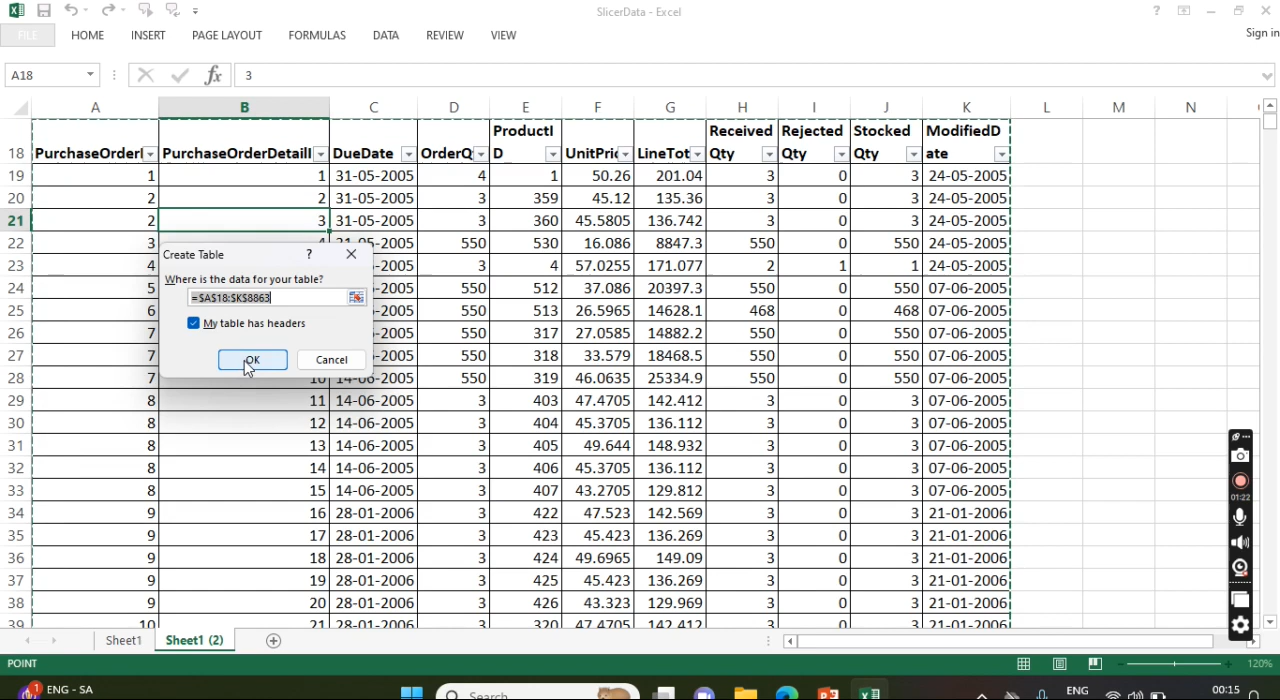 SlicerData - Excel
?
FILE HOME INSERT PAGE LAYOUT FORMULAS DATA REVIEW VIEW Sign in
A18 fx 3
A B C D E F G H I J K L M N
18 PurchaseOrderI PurchaseOrderDetailI DueDate OrderQ ProductID UnitPric LineTot Received Qty Rejected Qty Stocked Qty ModifiedDate
19 1 1 31-05-2005 4 1 50.26 201.04 3 0 3 24-05-2005
20 2 2 31-05-2005 3 359 45.12 135.36 3 0 3 24-05-2005
21 2 3 31-05-2005 3 360 45.5805 136.742 3 0 3 24-05-2005
22 3 550 530 16.086 8847.3 550 0 550 24-05-2005
23 4 -2005 3 4 57.0255 171.077 2 1 1 24-05-2005
24 5 -2005 550 512 37.086 20397.3 550 0 550 07-06-2005
25 6 -2005 550 513 26.5965 14628.1 468 0 468 07-06-2005
26 7 -2005 550 317 27.0585 14882.2 550 0 550 07-06-2005
27 7 -2005 550 318 33.579 18468.5 550 0 550 07-06-2005
28 7 10 14-06-2005 550 319 46.0635 25334.9 550 0 550 07-06-2005
29 8 11 14-06-2005 3 403 47.4705 142.412 3 0 3 07-06-2005
30 8 12 14-06-2005 3 404 45.3705 136.112 3 0 3 07-06-2005
31 8 13 14-06-2005 3 405 49.644 148.932 3 0 3 07-06-2005
32 8 14 14-06-2005 3 406 45.3705 136.112 3 0 3 07-06-2005
33 8 15 14-06-2005 3 407 43.2705 129.812 3 0 3 07-06-2005
34 9 16 28-01-2006 3 422 47.523 142.569 3 0 3 21-01-2006
35 9 17 28-01-2006 3 423 45.423 136.269 3 0 3 21-01-2006
36 9 18 28-01-2006 3 424 49.6965 149.09 3 0 3 21-01-2006
37 9 19 28-01-2006 3 425 45.423 136.269 3 0 3 21-01-2006
38 9 20 28-01-2006 3 426 43.323 129.969 3 0 3 21-01-2006
39 10 21 28-01-2006 3 320 47.4705 142.412 3 0 3 21-01-2006
Create Table ?
Where is the data for your table?
=$A$18:$K$8863
My table has headers
OK Cancel
01:22
Sheet1 Sheet1 (2)
POINT 120%
1 ENG - SA Search ENG 00:15